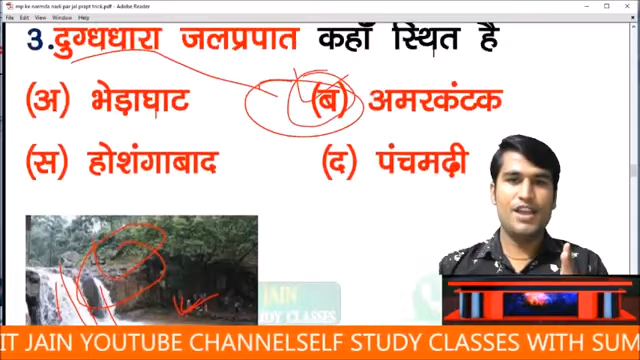 mp ke narmda nadi par jal prapt trick.pdf - Adobe Reader
File Edit View Window Help
3. दुग्धधारा जलप्रपात कहाँ स्थित है
(अ) भेड़ाघाट (ब) अमरकंटक
(स) होशंगाबाद (द) पंचमढ़ी
JAIN
STUDY CLASSES
IT JAIN YOUTUBE CHANNELSELF STUDY CLASSES WITH SUM